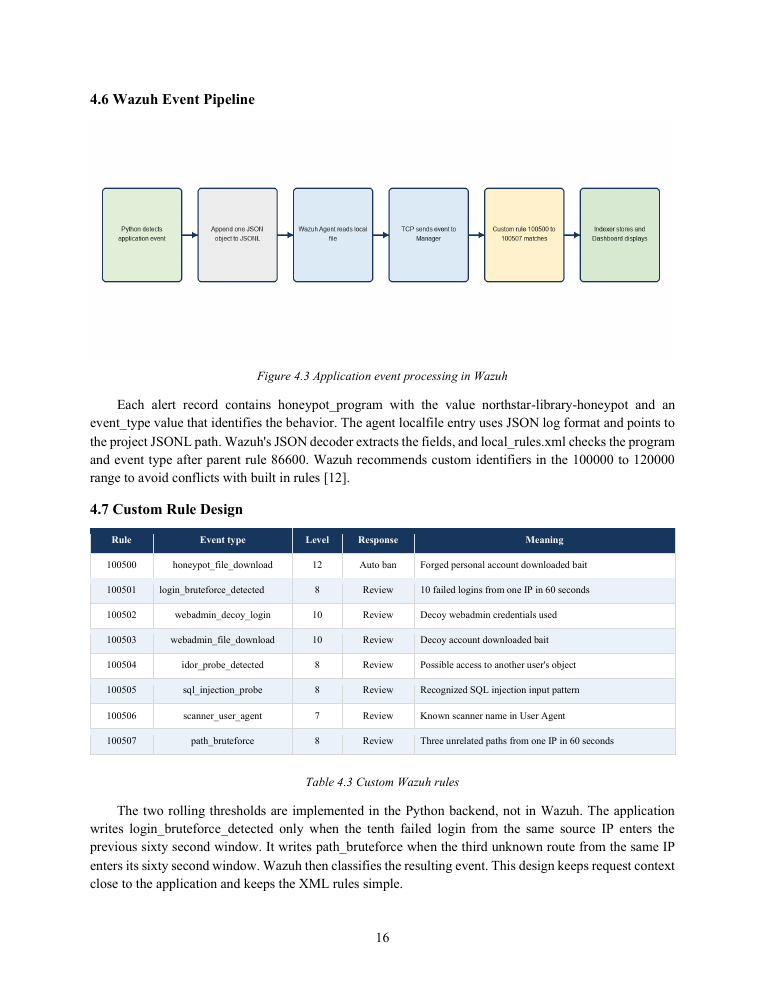 4.6 Wazuh Event Pipeline
Python detects
application event
Append one JSON
object to JSONL
Wazuh Agent reads local
file
TCP sends event to
Manager
Custom rule 100500 to
100507 matches
Indexer stores and
Dashboard displays
Figure 4.3 Application event processing in Wazuh
Each alert record contains honeypot_program with the value northstar-library-honeypot and an
event_type value that identifies the behavior. The agent localfile entry uses JSON log format and points to
the project JSONL path. Wazuh's JSON decoder extracts the fields, and local_rules.xml checks the program
and event type after parent rule 86600. Wazuh recommends custom identifiers in the 100000 to 120000
range to avoid conflicts with built in rules [12].
4.7 Custom Rule Design
Rule Event type Level Response Meaning
100500 honeypot_file_download 12 Auto ban Forged personal account downloaded bait
100501 login_bruteforce_detected 8 Review 10 failed logins from one IP in 60 seconds
100502 webadmin_decoy_login 10 Review Decoy webadmin credentials used
100503 webadmin_file_download 10 Review Decoy account downloaded bait
100504 idor_probe_detected 8 Review Possible access to another user's object
100505 sql_injection_probe 8 Review Recognized SQL injection input pattern
100506 scanner_user_agent 7 Review Known scanner name in User Agent
100507 path_bruteforce 8 Review Three unrelated paths from one IP in 60 seconds
Table 4.3 Custom Wazuh rules
The two rolling thresholds are implemented in the Python backend, not in Wazuh. The application
writes login_bruteforce_detected only when the tenth failed login from the same source IP enters the
previous sixty second window. It writes path_bruteforce when the third unknown route from the same IP
enters its sixty second window. Wazuh then classifies the resulting event. This design keeps request context
close to the application and keeps the XML rules simple.
16